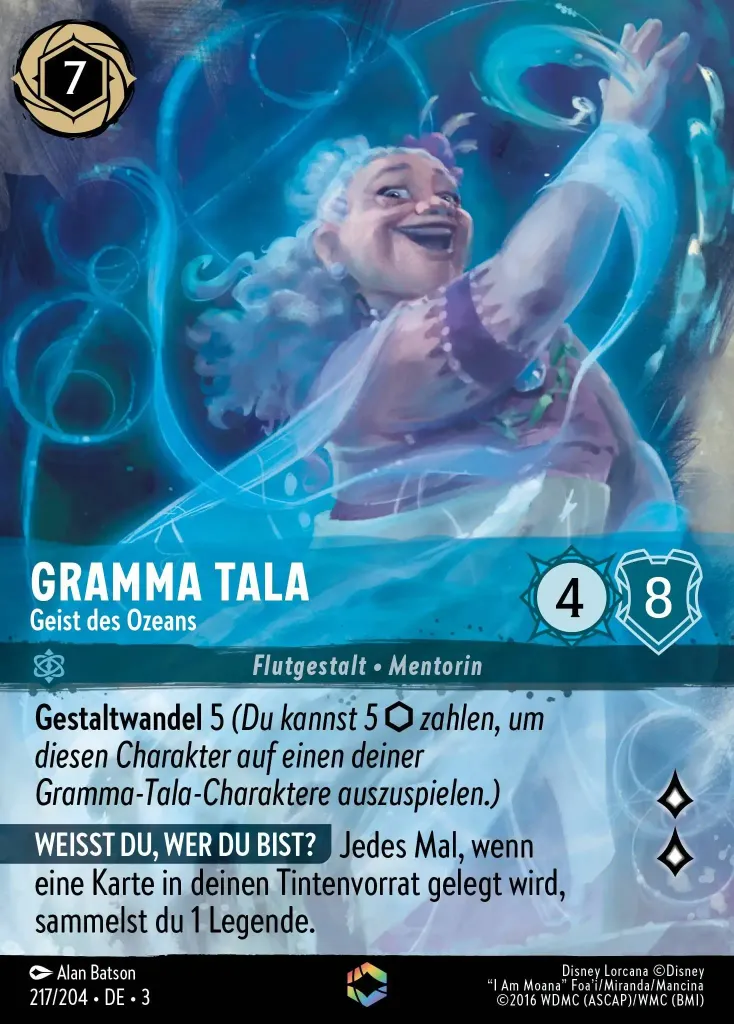 7
GRAMMA TALA
Geist des Ozeans
4
8
Flutgestalt • Mentorin
Gestaltwandel 5 (Du kannst 5 ⬡ zahlen, um
diesen Charakter auf einen deiner
Gramma-Tala-Charaktere auszuspielen.)
WEISST DU, WER DU BIST? Jedes Mal, wenn
eine Karte in deinen Tintenvorrat gelegt wird,
sammelst du 1 Legende.
Alan Batson
217/204 • DE • 3
Disney Lorcana ©Disney
“I Am Moana” Foa'i/Miranda/Mancina
©2016 WDMC (ASCAP)/WMC (BMI)